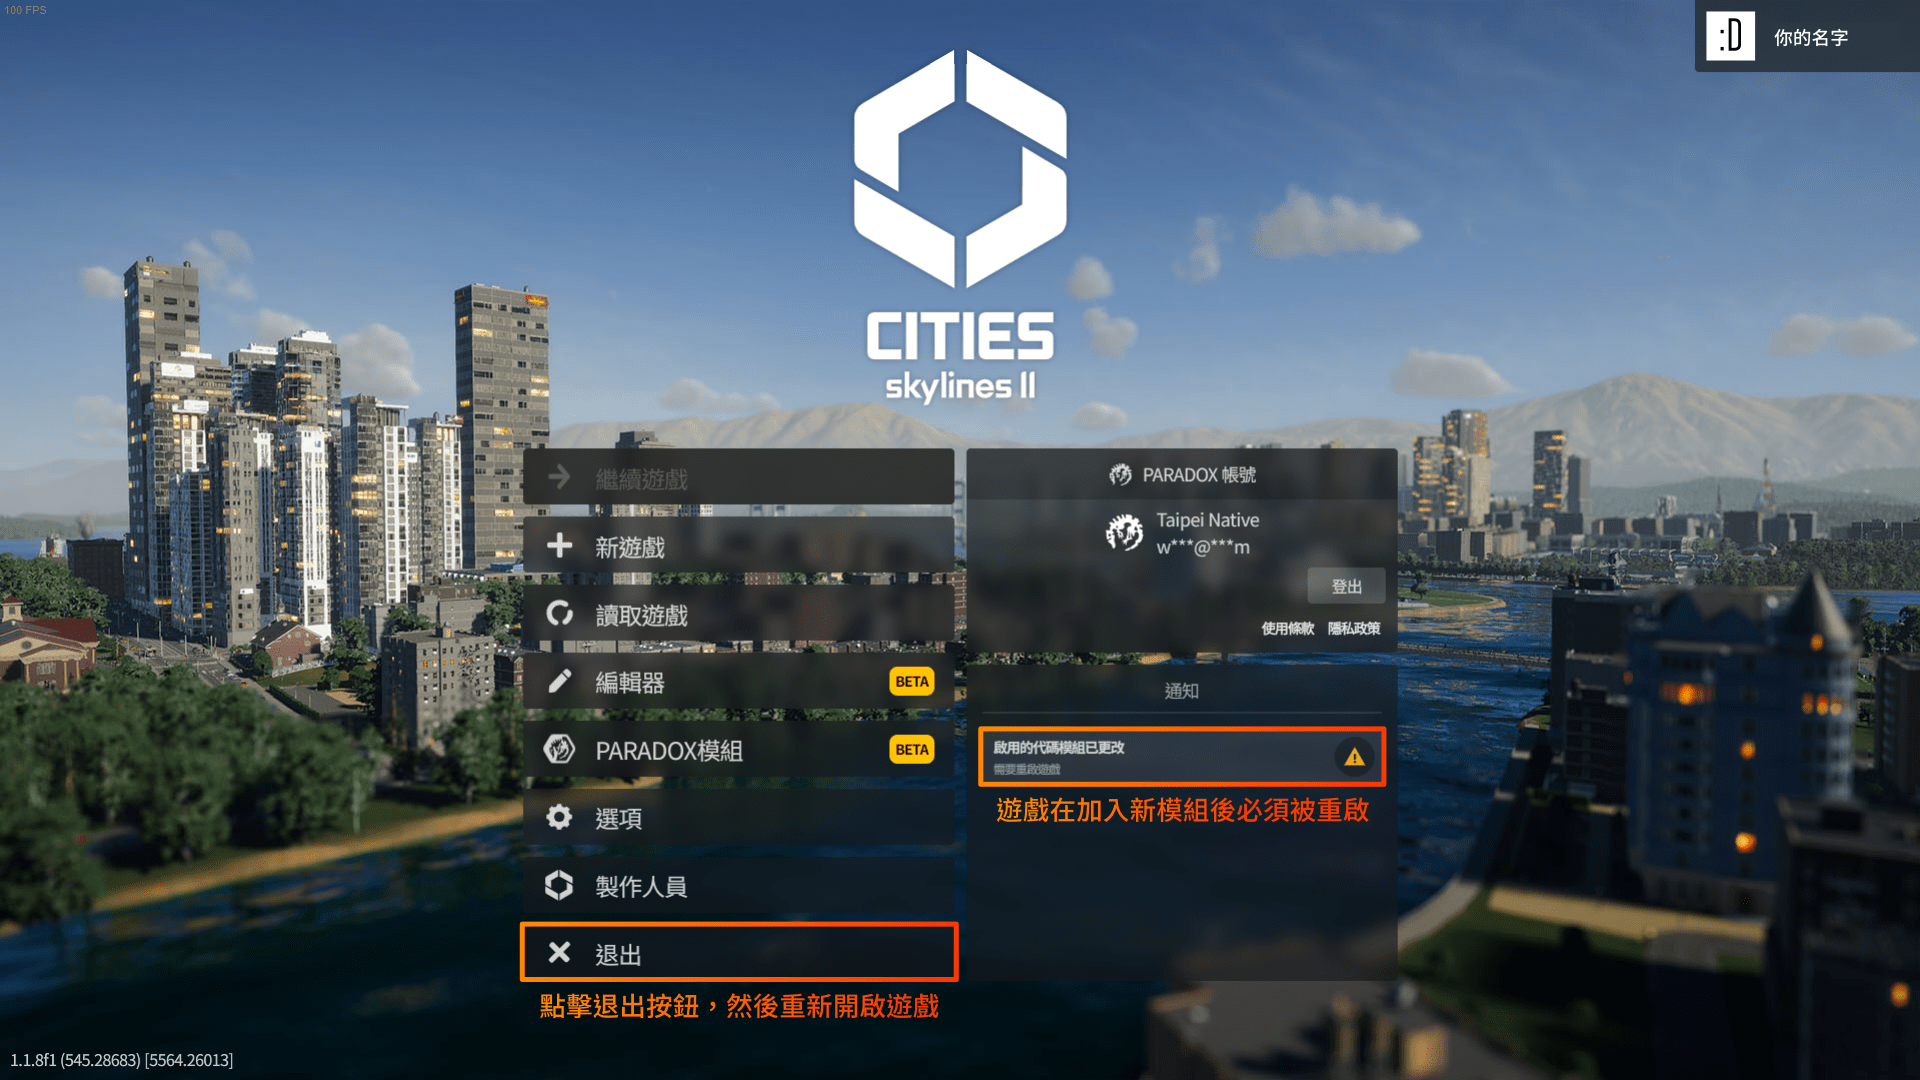 100 FPS
:D 你的名字
CITIES
skylines II
繼續遊戲
新遊戲
讀取遊戲
編輯器 BETA
PARADOX模組 BETA
選項
製作人員
退出
點擊退出按鈕，然後重新開啟遊戲
PARADOX 帳號
Taipei Native
w***@***m
登出
使用條款 隱私政策
通知
啟用的代碼模組已更改
需要重啟遊戲
遊戲在加入新模組後必須被重啟
1.1.8f1 (545.28683) [5564.26013]